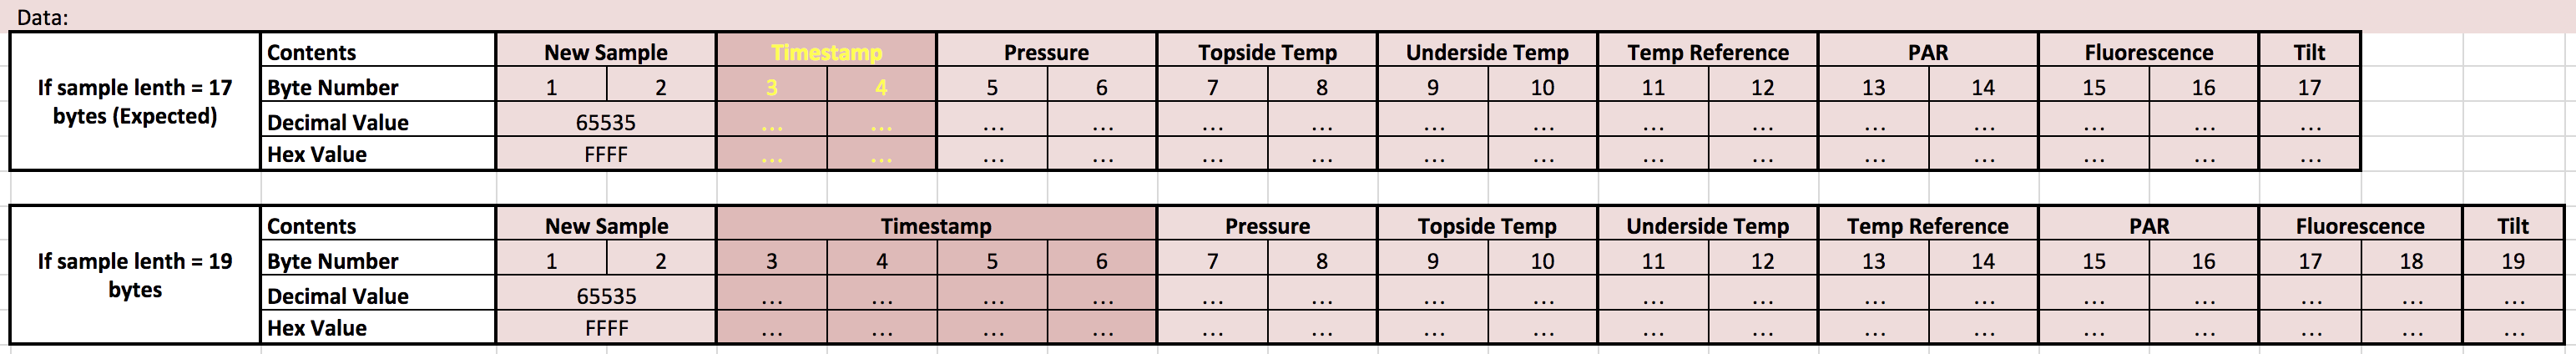 Data:
If sample lenth = 17 bytes (Expected)
Contents New Sample Timestamp Pressure Topside Temp Underside Temp Temp Reference PAR Fluorescence Tilt
Byte Number 1 2 3 4 5 6 7 8 9 10 11 12 13 14 15 16 17
Decimal Value 65535 ... ... ... ... ... ... ... ... ... ... ... ... ... ... ...
Hex Value FFFF ... ... ... ... ... ... ... ... ... ... ... ... ... ... ...
If sample lenth = 19 bytes
Contents New Sample Timestamp Pressure Topside Temp Underside Temp Temp Reference PAR Fluorescence Tilt
Byte Number 1 2 3 4 5 6 7 8 9 10 11 12 13 14 15 16 17 18 19
Decimal Value 65535 ... ... ... ... ... ... ... ... ... ... ... ... ... ... ... ... ...
Hex Value FFFF ... ... ... ... ... ... ... ... ... ... ... ... ... ... ... ... ...